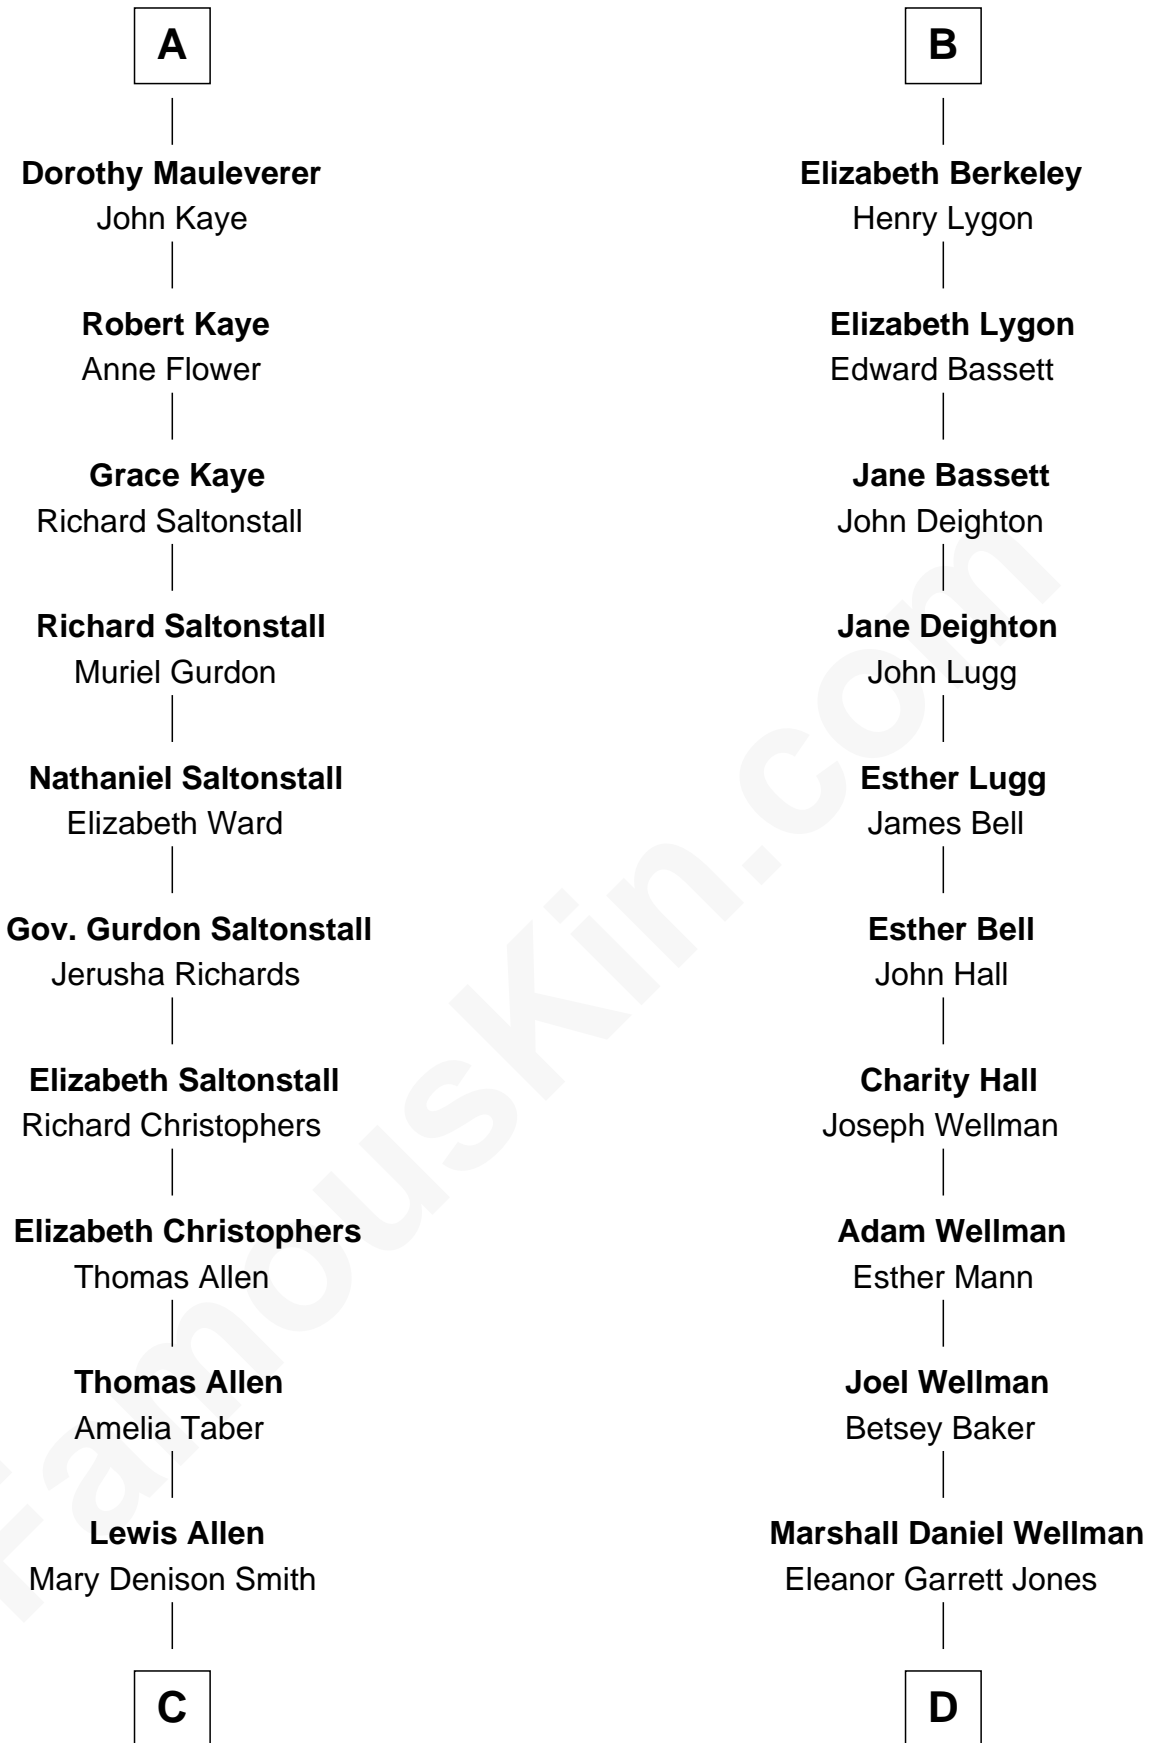 A
Dorothy Mauleverer
John Kaye
Robert Kaye
Anne Flower
Grace Kaye
Richard Saltonstall
Richard Saltonstall
Muriel Gurdon
Nathaniel Saltonstall
Elizabeth Ward
Gov. Gurdon Saltonstall
Jerusha Richards
Elizabeth Saltonstall
Richard Christophers
Elizabeth Christophers
Thomas Allen
Thomas Allen
Amelia Taber
Lewis Allen
Mary Denison Smith
C
B
Elizabeth Berkeley
Henry Lygon
Elizabeth Lygon
Edward Bassett
Jane Bassett
John Deighton
Jane Deighton
John Lugg
Esther Lugg
James Bell
Esther Bell
John Hall
Charity Hall
Joseph Wellman
Adam Wellman
Esther Mann
Joel Wellman
Betsey Baker
Marshall Daniel Wellman
Eleanor Garrett Jones
D
FamousKin.com